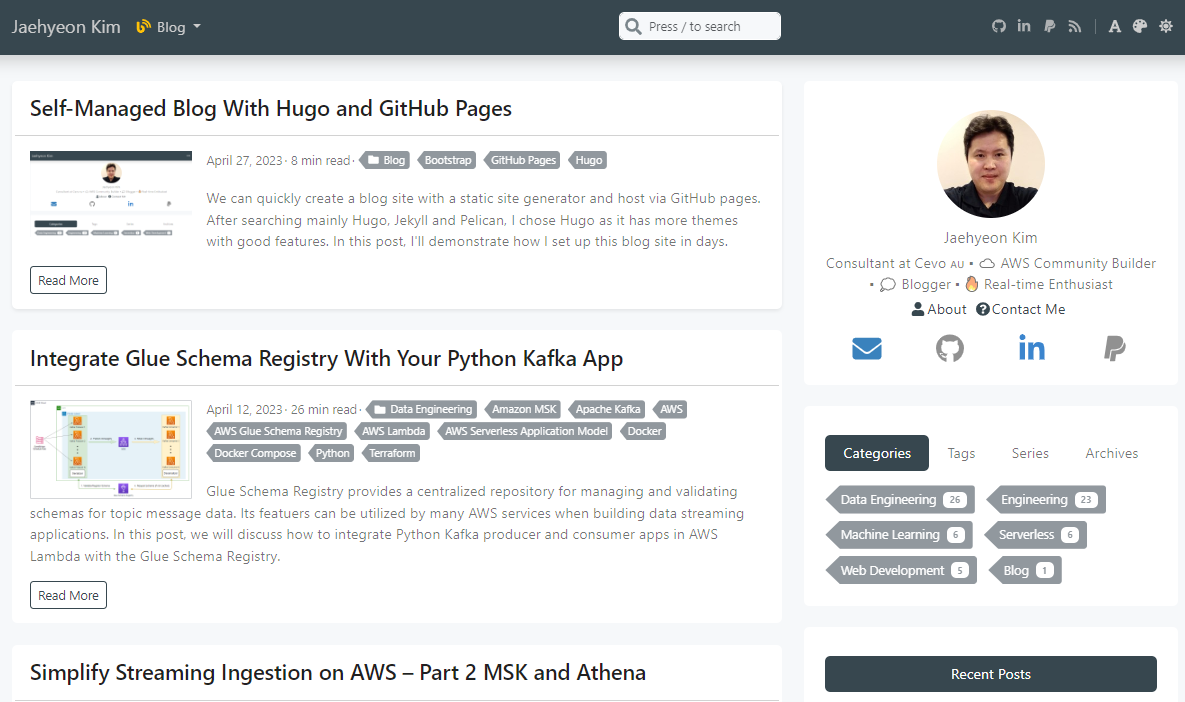 Jaehyeon Kim Blog Press / to search
Self-Managed Blog With Hugo and GitHub Pages
April 27, 2023 · 8 min read · Blog Bootstrap GitHub Pages Hugo
We can quickly create a blog site with a static site generator and host via GitHub pages.
After searching mainly Hugo, Jekyll and Pelican, I chose Hugo as it has more themes
with good features. In this post, I'll demonstrate how I set up this blog site in days.
Read More
Integrate Glue Schema Registry With Your Python Kafka App
April 12, 2023 · 26 min read · Data Engineering Amazon MSK Apache Kafka AWS
AWS Glue Schema Registry AWS Lambda AWS Serverless Application Model Docker
Docker Compose Python Terraform
Glue Schema Registry provides a centralized repository for managing and validating
schemas for topic message data. Its featuers can be utilized by many AWS services when building data streaming
applications. In this post, we will discuss how to integrate Python Kafka producer and consumer apps in AWS
Lambda with the Glue Schema Registry.
Read More
Simplify Streaming Ingestion on AWS – Part 2 MSK and Athena
Jaehyeon Kim
Consultant at Cevo AU • AWS Community Builder
• Blogger • Real-time Enthusiast
About Contact Me
Categories Tags Series Archives
Data Engineering 26 Engineering 23
Machine Learning 6 Serverless 6
Web Development 5 Blog 1
Recent Posts